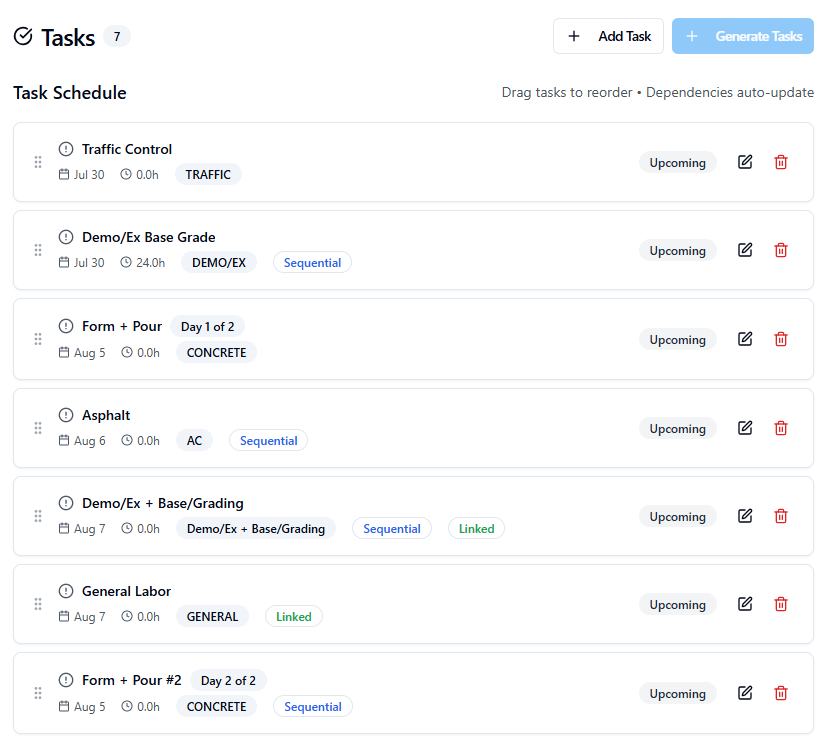 Tasks 7 Add Task Generate Tasks
Task Schedule Drag tasks to reorder • Dependencies auto-update
Traffic Control
Jul 30 0.0h TRAFFIC Upcoming
Demo/Ex Base Grade
Jul 30 24.0h DEMO/EX Sequential Upcoming
Form + Pour Day 1 of 2
Aug 5 0.0h CONCRETE Upcoming
Asphalt
Aug 6 0.0h AC Sequential Upcoming
Demo/Ex + Base/Grading
Aug 7 0.0h Demo/Ex + Base/Grading Sequential Linked Upcoming
General Labor
Aug 7 0.0h GENERAL Linked Upcoming
Form + Pour #2 Day 2 of 2
Aug 5 0.0h CONCRETE Sequential Upcoming